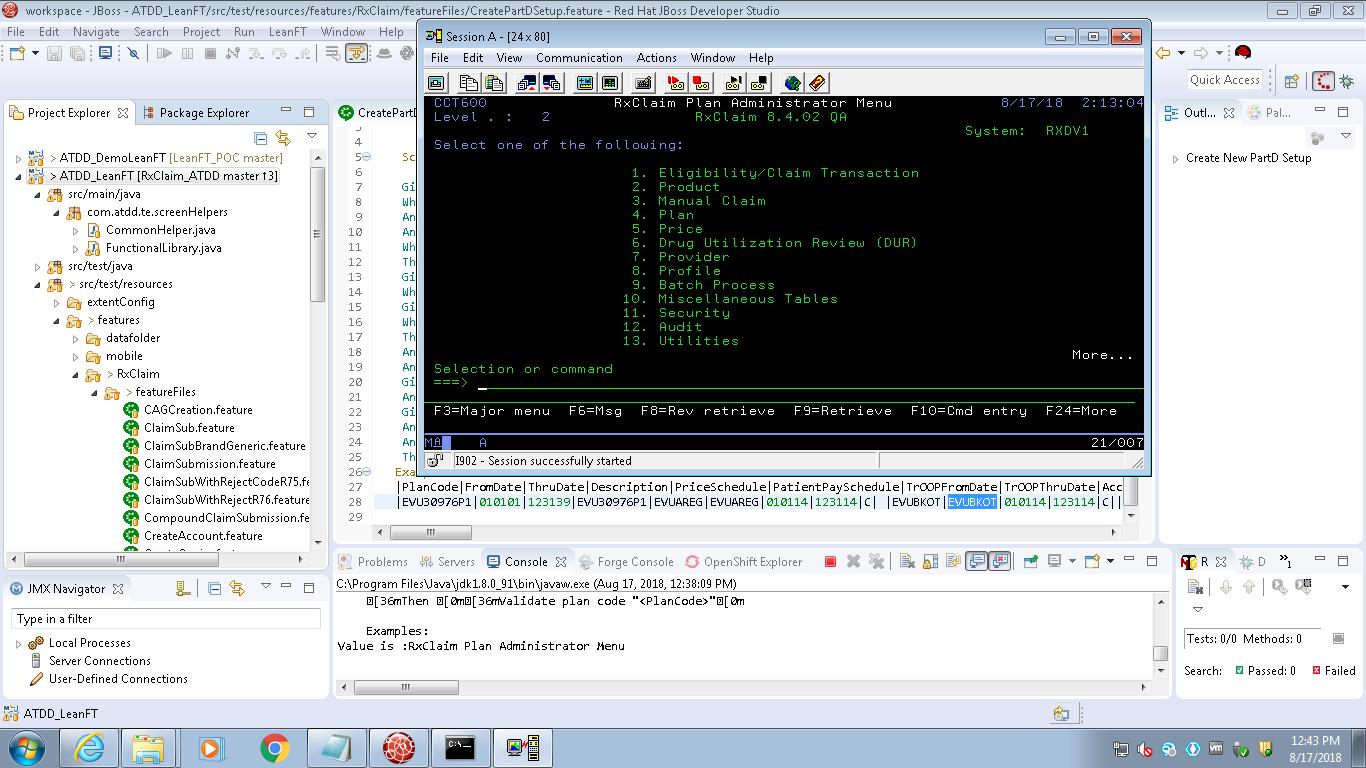 workspace - JBoss - ATDD_LeanFT/src/test/resources/features/RxClaim/featureFiles/CreatePartDSetup.feature - Red Hat JBoss Developer Studio
File Edit Navigate Search Project Run LeanFT Window Help
Quick Access
Project Explorer
Package Explorer
> ATDD_DemoLeanFT [LeanFT_POC master]
> ATDD_LeanFT [RxClaim_ATDD master ↑3]
src/main/java
com.atdd.te.screenHelpers
CommonHelper.java
FunctionalLibrary.java
src/test/java
> src/test/resources
extentConfig
> features
datafolder
mobile
> RxClaim
> featureFiles
CAGCreation.feature
ClaimSub.feature
ClaimSubBrandGeneric.feature
ClaimSubmission.feature
ClaimSubWithRejectCodeR75.fe
ClaimSubWithRejectR76.feature
CompoundClaimSubmission.fe
CreateAccount.feature
CreatePartD
4
5 Sc
6
7 Gi
8 Wh
9 An
10 An
11 Wh
12 Th
13 Gi
14 Wh
15 Gi
16 Wh
17 Th
18 An
19 An
20 Gi
21 An
22 Gi
23 An
24 An
25 Th
26 Exa
27 |PlanCode|FromDate|ThruDate|Description|PriceSchedule|PatientPaySchedule|TrOOPFromDate|TrOOPThruDate|Acc
28 |EVU30976P1|010101|123139|EVU30976P1|EVUAREG|EVUAREG|010114|123114|C| |EVUBKOT|EVUBKOT|010114|123114|C||
29
Session A - [24 x 80]
File Edit View Communication Actions Window Help
CCT600 RxClaim Plan Administrator Menu 8/17/18 2:13:04
Level . : 2 RxClaim 8.4.02 QA
System: RXDV1
Select one of the following:
1. Eligibility/Claim Transaction
2. Product
3. Manual Claim
4. Plan
5. Price
6. Drug Utilization Review (DUR)
7. Provider
8. Profile
9. Batch Process
10. Miscellaneous Tables
11. Security
12. Audit
13. Utilities
More...
Selection or command
===>
F3=Major menu F6=Msg F8=Rev retrieve F9=Retrieve F10=Cmd entry F24=More
MA A 21/007
I902 - Session successfully started
Outl...
Pal...
Create New PartD Setup
JMX Navigator
Type in a filter
Local Processes
Server Connections
User-Defined Connections
Problems Servers Console Forge Console OpenShift Explorer
C:\Program Files\Java\jdk1.8.0_91\bin\javaw.exe (Aug 17, 2018, 12:38:09 PM)
[36mThen [0m[36mValidate plan code "<PlanCode>"[0m
Examples:
Value is :RxClaim Plan Administrator Menu
R D »1
Tests: 0/0 Methods: 0
Search: Passed: 0 Failed
ATDD_LeanFT
12:43 PM
8/17/2018